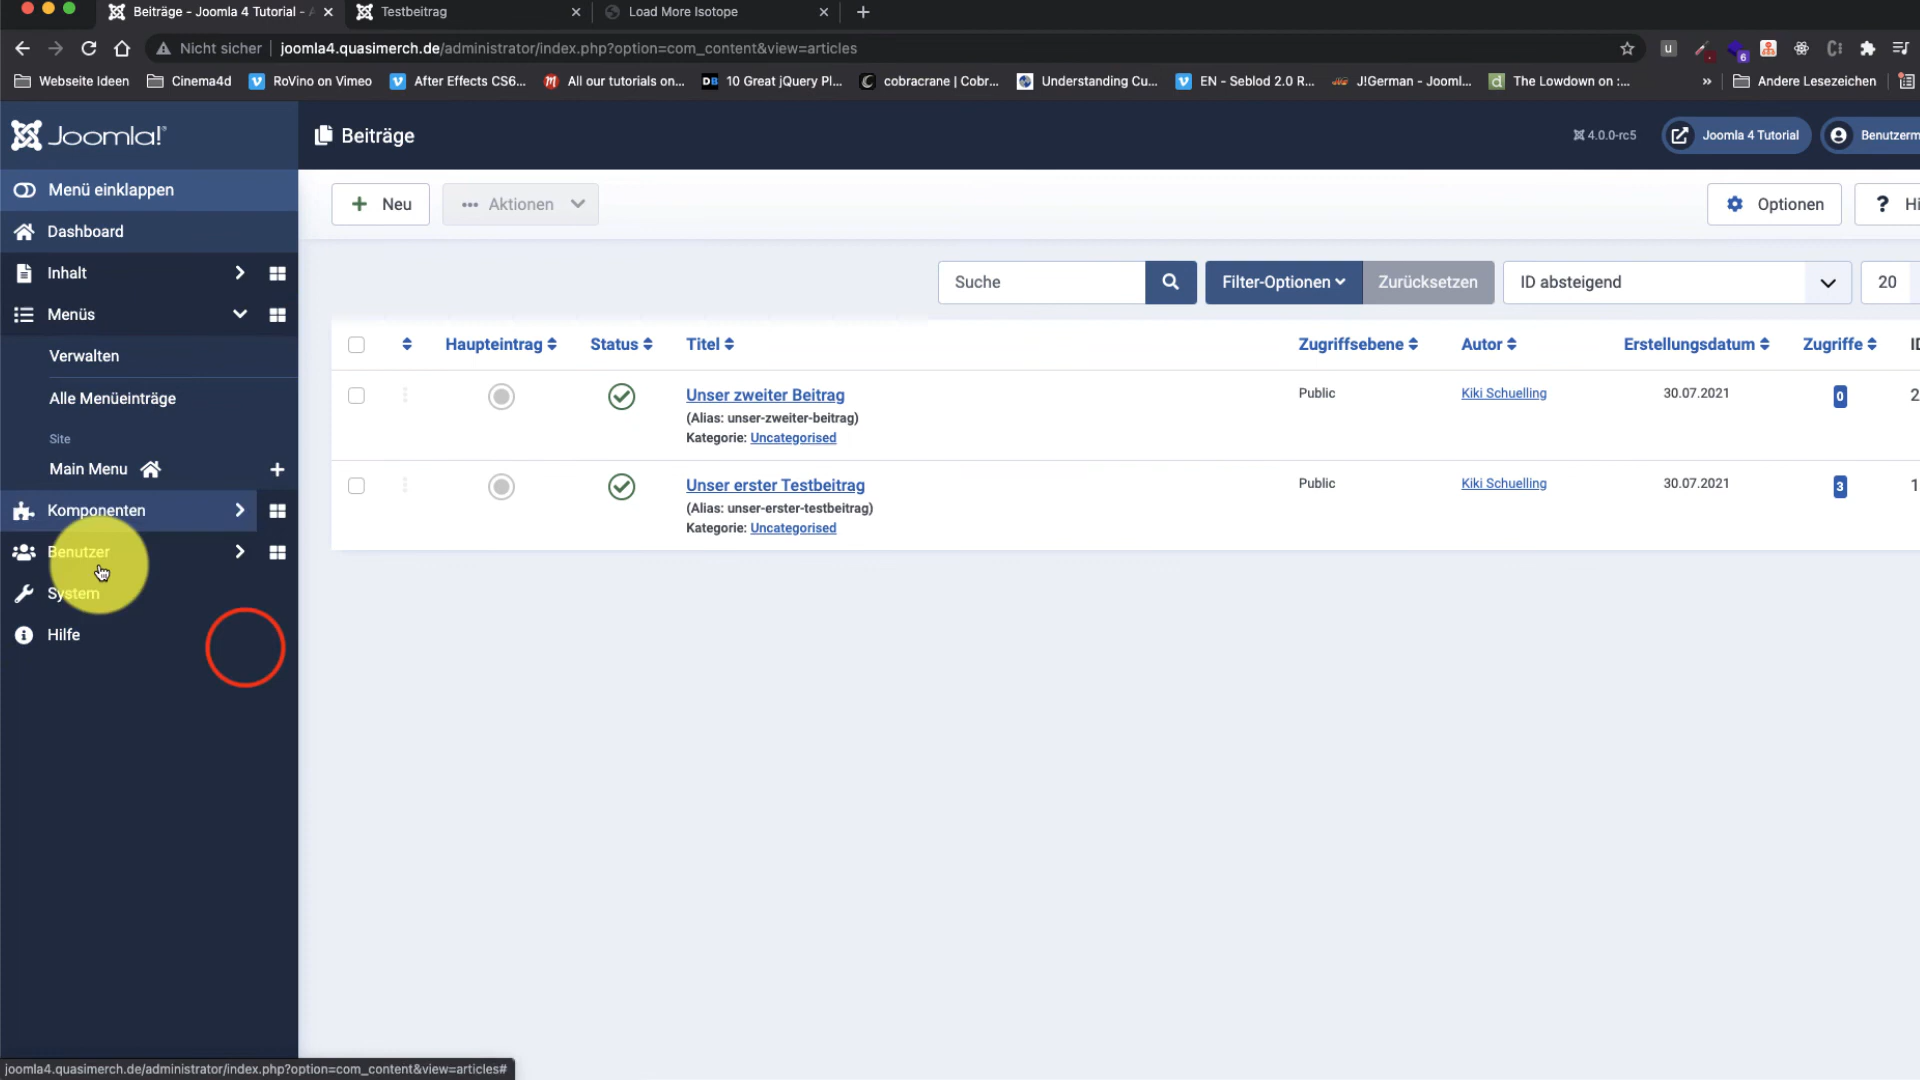 Beiträge - Joomla 4 Tutorial -
Testbeitrag
Load More Isotope
Nicht sicher
joomla4.quasimerch.de/administrator/index.php?option=com_content&view=articles
u
6
Webseite Ideen
Cinema4d
RoVino on Vimeo
After Effects CS6...
All our tutorials on...
10 Great jQuery Pl...
cobracrane | Cobr...
Understanding Cu...
EN - Seblod 2.0 R...
J!German - Jooml...
The Lowdown on :...
»
Andere Lesezeichen
Joomla!®
Beiträge
4.0.0-rc5
Joomla 4 Tutorial
Benutzerm
Menü einklappen
Dashboard
Inhalt
Menüs
Verwalten
Alle Menüeinträge
Site
Main Menu
Komponenten
Benutzer
System
Hilfe
Neu
Aktionen
Optionen
? Hi
Suche
Filter-Optionen
Zurücksetzen
ID absteigend
20
Haupteintrag
Status
Titel
Zugriffsebene
Autor
Erstellungsdatum
Zugriffe
Unser zweiter Beitrag
(Alias: unser-zweiter-beitrag)
Kategorie: Uncategorised
Public
Kiki Schuelling
30.07.2021
0
2
Unser erster Testbeitrag
(Alias: unser-erster-testbeitrag)
Kategorie: Uncategorised
Public
Kiki Schuelling
30.07.2021
3
1
joomla4.quasimerch.de/administrator/index.php?option=com_content&view=articles#